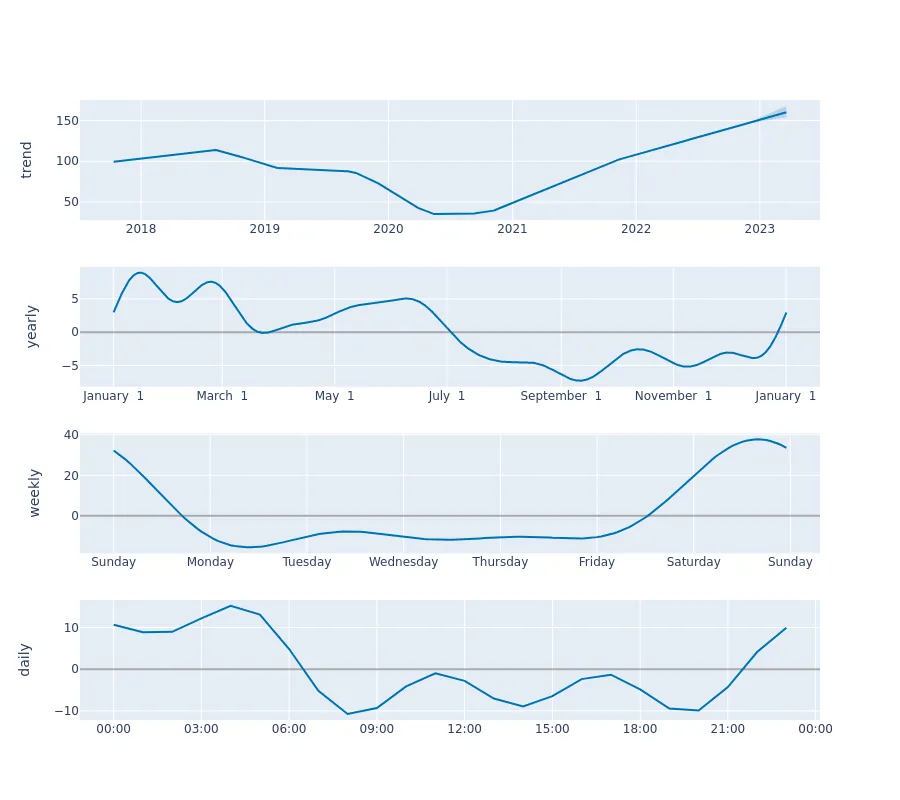 trend
150
100
50
2018 2019 2020 2021 2022 2023
yearly
5
0
−5
January 1 March 1 May 1 July 1 September 1 November 1 January 1
weekly
40
20
0
Sunday Monday Tuesday Wednesday Thursday Friday Saturday Sunday
daily
10
0
−10
00:00 03:00 06:00 09:00 12:00 15:00 18:00 21:00 00:00